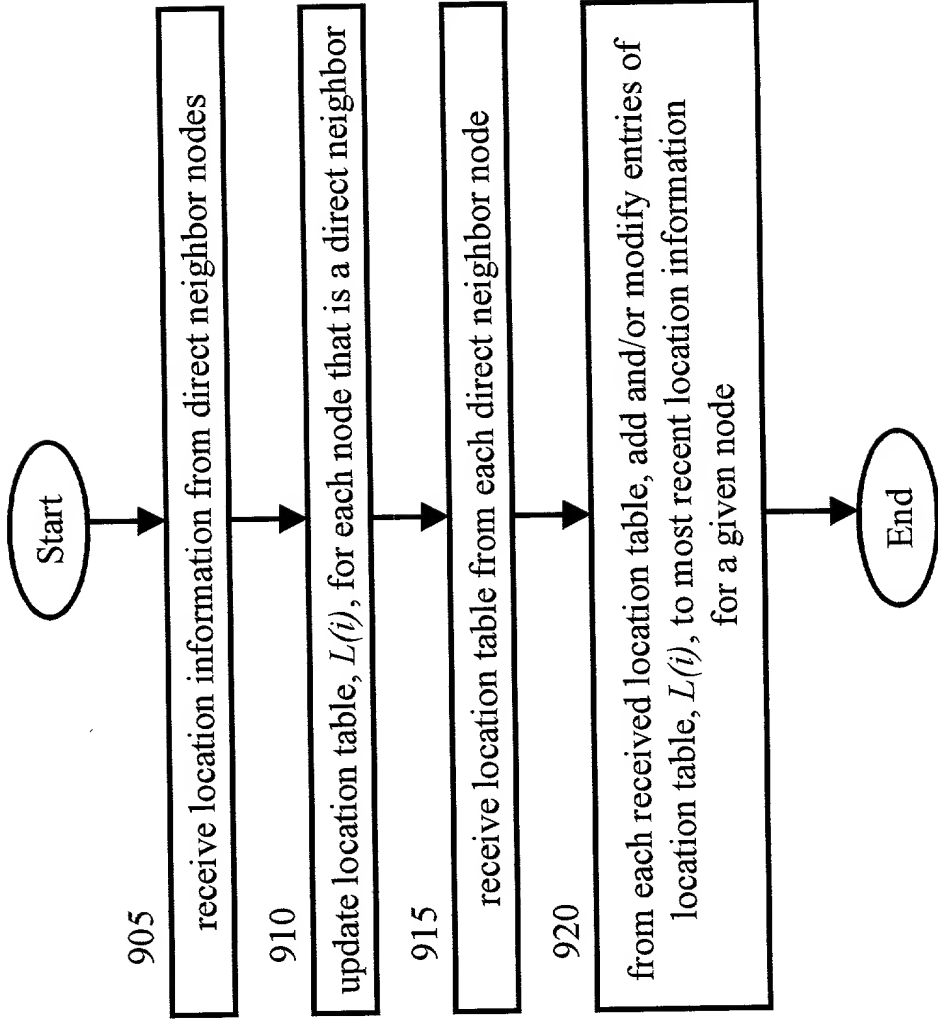 Start
905
receive location information from direct neighbor nodes
910
update location table, L(i), for each node that is a direct neighbor
915
receive location table from each direct neighbor node
920
from each received location table, add and/or modify entries of
location table, L(i), to most recent location information
for a given node
End